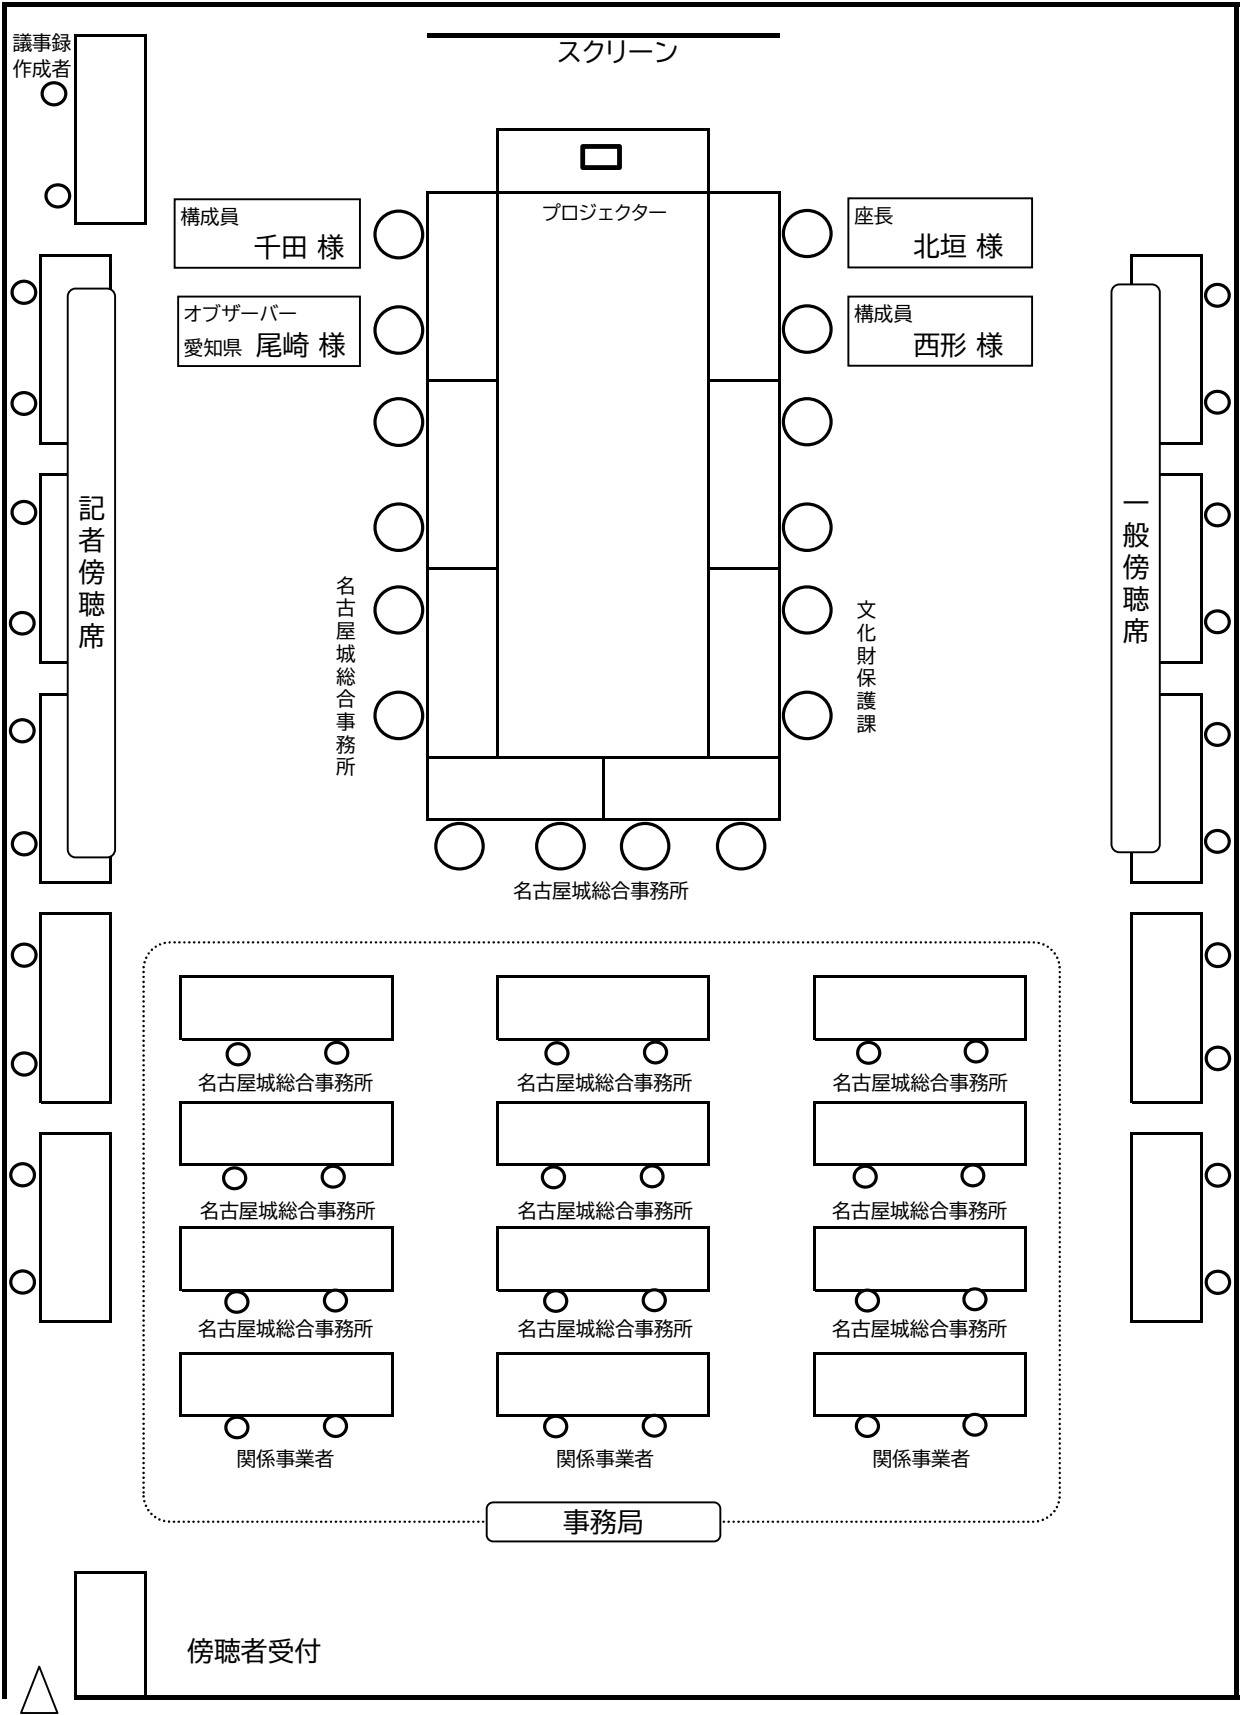 議事録
作成者
スクリーン
プロジェクター
構成員
千田 様
座長
北垣 様
オブザーバー
愛知県 尾崎 様
構成員
西形 様
記者傍聴席
一般傍聴席
名古屋城総合事務所
文化財保護課
名古屋城総合事務所
名古屋城総合事務所
名古屋城総合事務所
名古屋城総合事務所
名古屋城総合事務所
名古屋城総合事務所
名古屋城総合事務所
名古屋城総合事務所
名古屋城総合事務所
名古屋城総合事務所
関係事業者
関係事業者
関係事業者
事務局
傍聴者受付